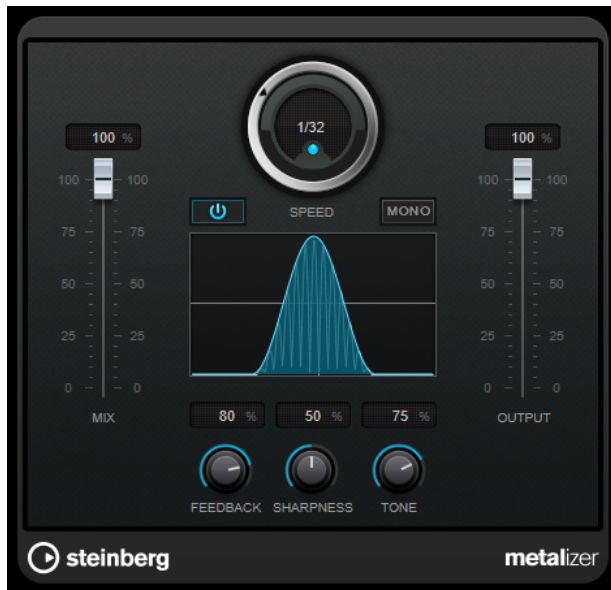 1/32
100 %
100 %
100 100
100 100
SPEED
MONO
75 75
75 75
50 50
50 50
25 25
25 25
0 0
0 0
MIX
80 %
50 %
75 %
OUTPUT
FEEDBACK
SHARPNESS
TONE
steinberg
metalizer